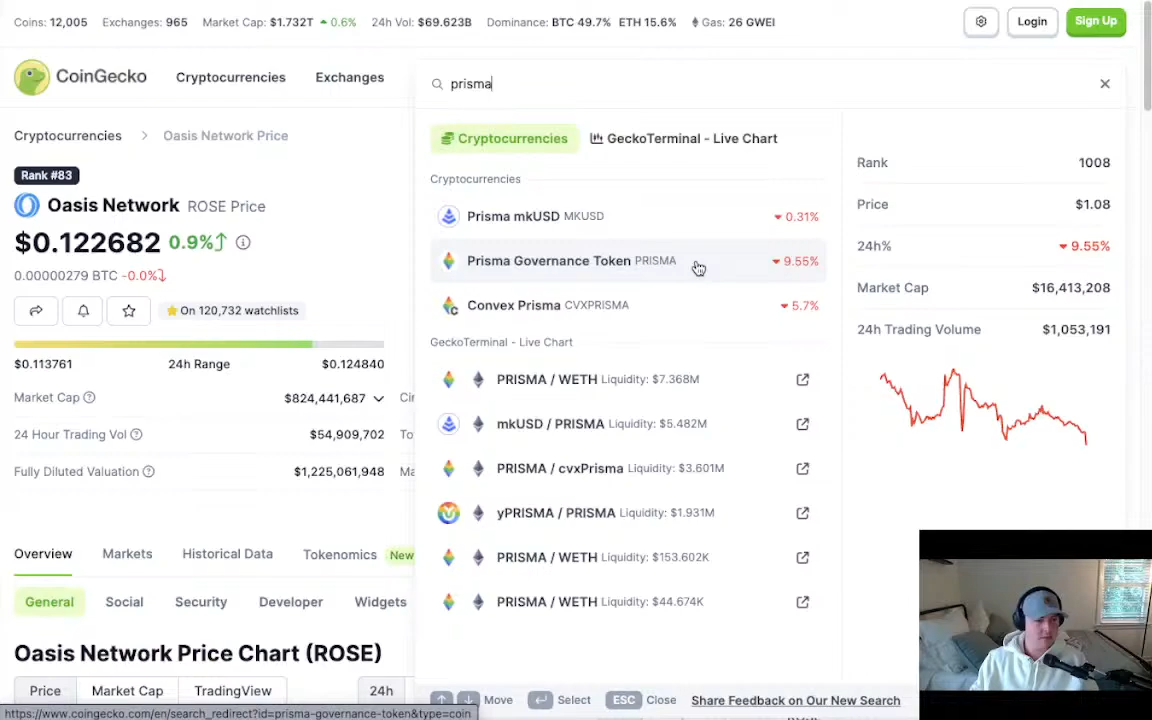 Coins: 12,005 Exchanges: 965 Market Cap: $1.732T 0.6% 24h Vol: $69.623B Dominance: BTC 49.7% ETH 15.6% Gas: 26 GWEI
Login
Sign Up
CoinGecko
Cryptocurrencies
Exchanges
prisma
Cryptocurrencies > Oasis Network Price
Rank #83
Oasis Network ROSE Price
$0.122682 0.9%
0.00000279 BTC -0.0%
On 120,732 watchlists
$0.113761 24h Range $0.124840
Market Cap $824,441,687 Cir
24 Hour Trading Vol $54,909,702 To
Fully Diluted Valuation $1,225,061,948 Ma
Overview Markets Historical Data Tokenomics New
General Social Security Developer Widgets
Oasis Network Price Chart (ROSE)
Price Market Cap TradingView 24h
https://www.coingecko.com/en/search_redirect?id=prisma-governance-token&type=coin
Cryptocurrencies GeckoTerminal - Live Chart
Cryptocurrencies
Prisma mkUSD MKUSD 0.31%
Prisma Governance Token PRISMA 9.55%
Convex Prisma CVXPRISMA 5.7%
GeckoTerminal - Live Chart
PRISMA / WETH Liquidity: $7.368M
mkUSD / PRISMA Liquidity: $5.482M
PRISMA / cvxPrisma Liquidity: $3.601M
yPRISMA / PRISMA Liquidity: $1.931M
PRISMA / WETH Liquidity: $153.602K
PRISMA / WETH Liquidity: $44.674K
Move Select ESC Close Share Feedback on Our New Search
Rank 1008
Price $1.08
24h% 9.55%
Market Cap $16,413,208
24h Trading Volume $1,053,191